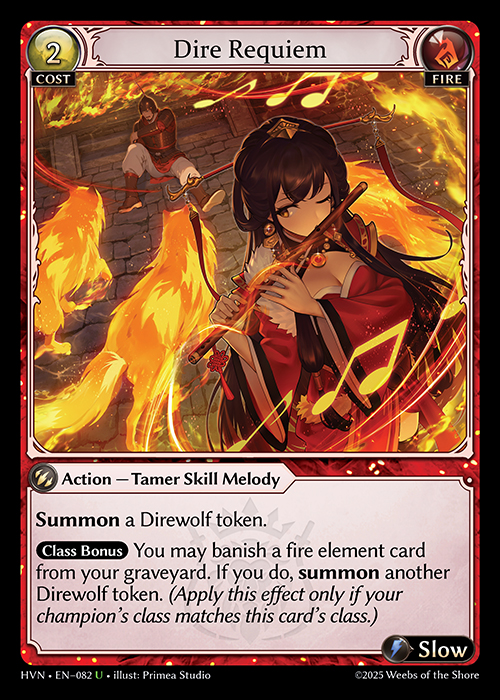 2
Dire Requiem
COST
FIRE
Action — Tamer Skill Melody
Summon a Direwolf token.
Class Bonus You may banish a fire element card
from your graveyard. If you do, summon another
Direwolf token. (Apply this effect only if your
champion's class matches this card's class.)
Slow
HVN • EN–082 U • illust: Primea Studio
©2025 Weebs of the Shore